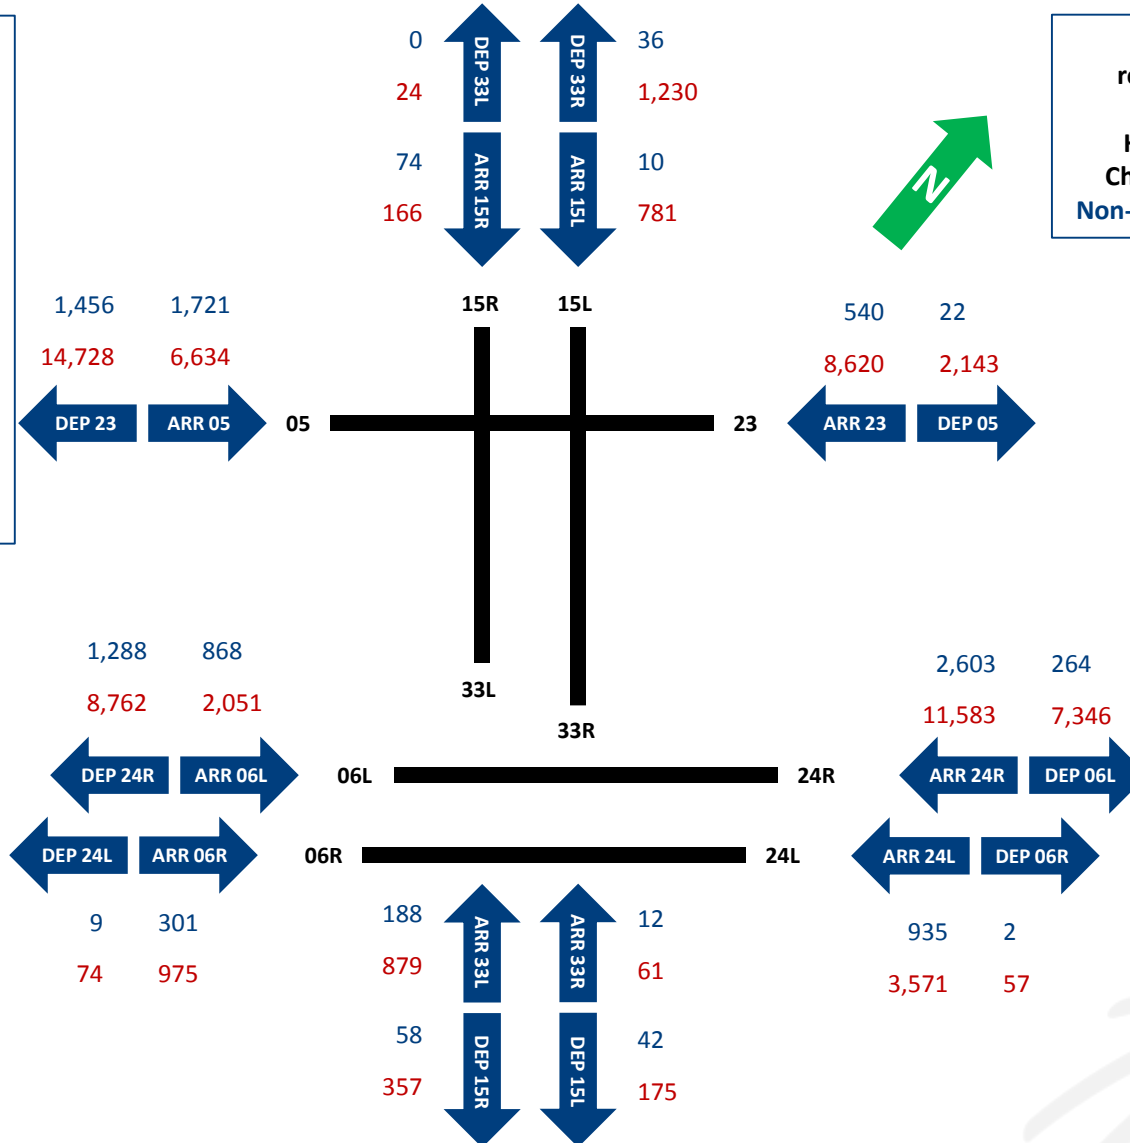 0
DEP 33L
DEP 33R
36
24
1,230
74
ARR 15R
ARR 15L
10
166
781
N
re
H
Ch
Non-
15R
15L
1,456
1,721
14,728
6,634
DEP 23
ARR 05
05
23
540
22
8,620
2,143
ARR 23
DEP 05
33L
33R
1,288
868
8,762
2,051
DEP 24R
ARR 06L
06L
24R
2,603
264
11,583
7,346
ARR 24R
DEP 06L
DEP 24L
ARR 06R
06R
24L
ARR 24L
DEP 06R
9
301
74
975
188
ARR 33L
ARR 33R
12
879
61
935
2
3,571
57
58
DEP 15R
DEP 15L
42
357
175